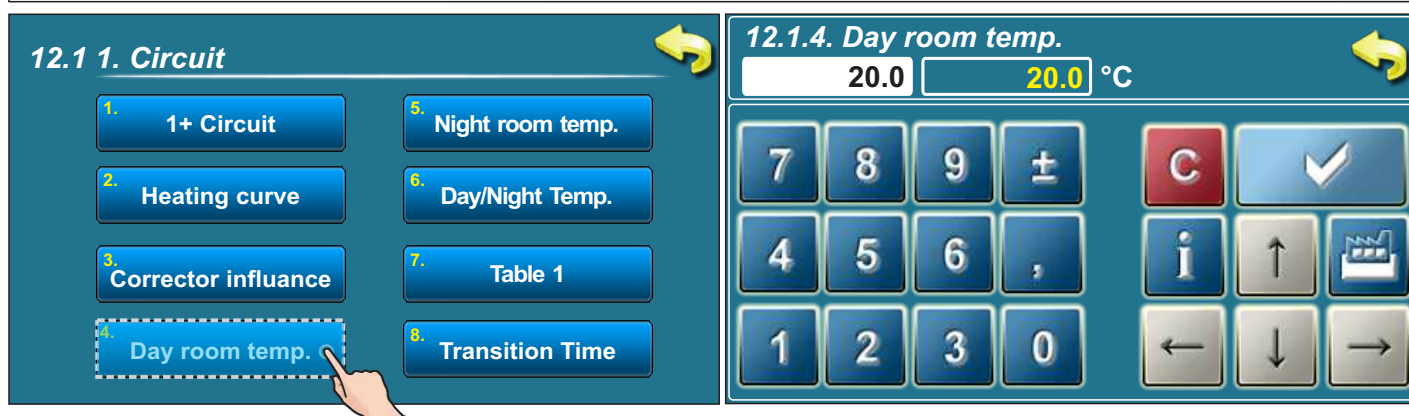 12.1 1. Circuit
1.
1+ Circuit
2.
Heating curve
3.
Corrector influance
4.
Day room temp.
5.
Night room temp.
6.
Day/Night Temp.
7.
Table 1
8.
Transition Time
12.1.4. Day room temp.
20.0 20.0 °C
7 8 9 ± C
4 5 6 , i ↑
1 2 3 0 ← ↓ →